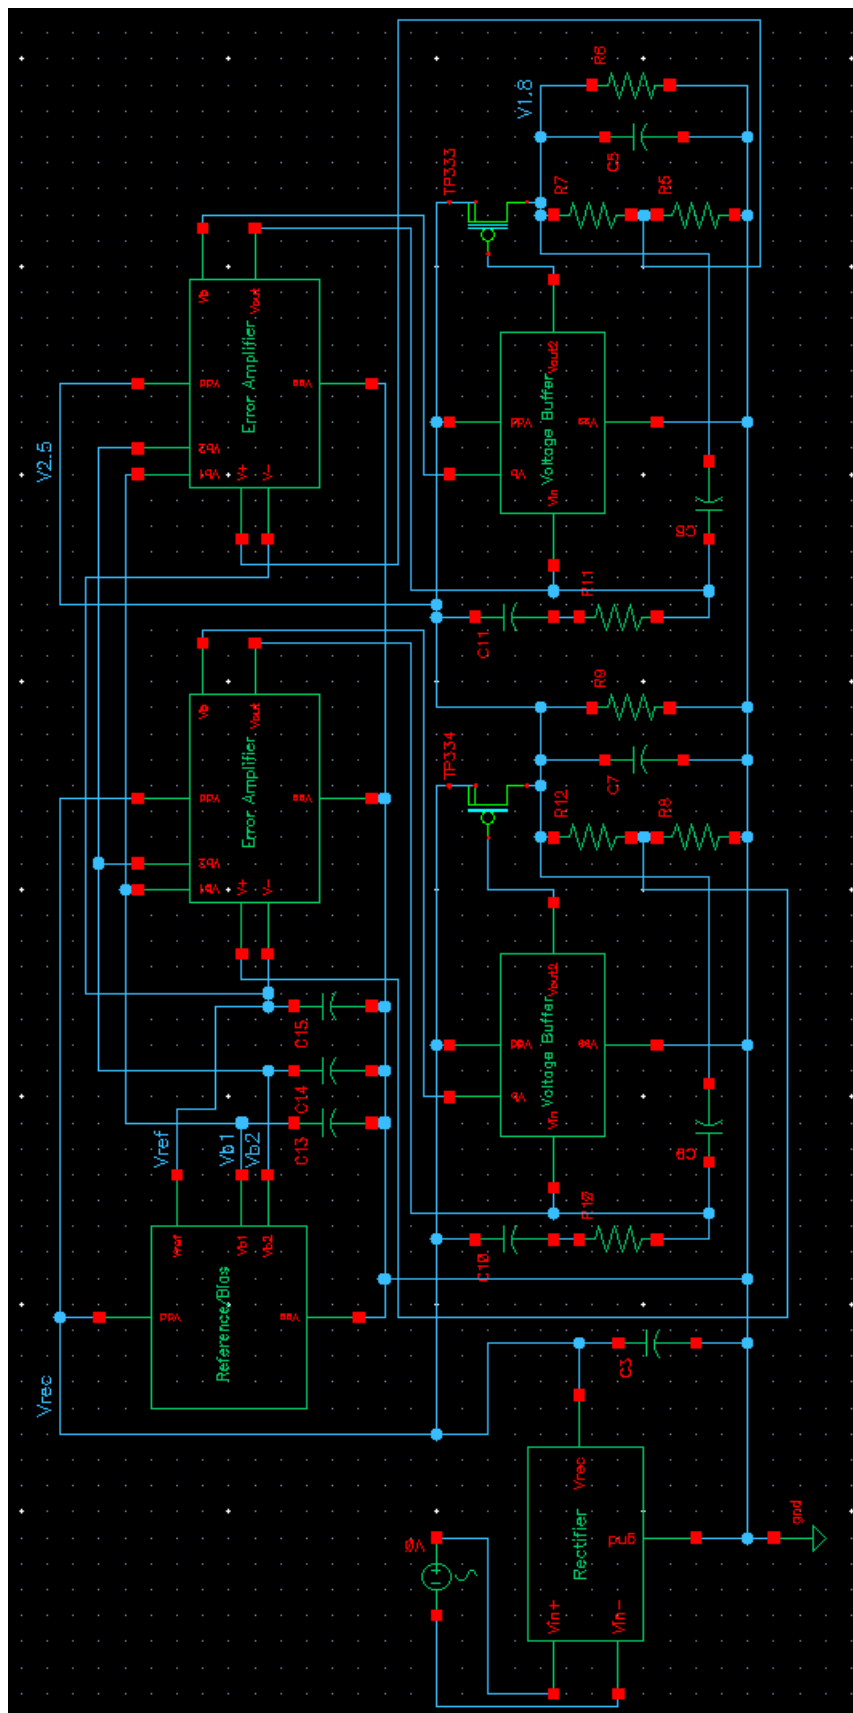 R6
V1.8
C5
TP333
R7
R5
Vb
Vout
Error Amplifier
Vdd
Vss
Vb2
Vb1
V+
V-
V2.5
Vout2
Voltage Buffer
Vdd
Vss
Vb
Vin
C6
R11
C11
R9
TP334
C7
R12
R8
Vb
Vout
Error Amplifier
Vdd
Vss
Vb2
Vb1
V+
V-
Vout2
Voltage Buffer
Vdd
Vss
Vb
Vin
C15
C14
C13
Vref
Vb1
Vb2
R10
C10
Vref
Vb1
Vb2
Vdd
Vss
Reference/Bias
C3
Vrec
Vrec
Rectifier
gnd
gnd
V0
Vin+
Vin-